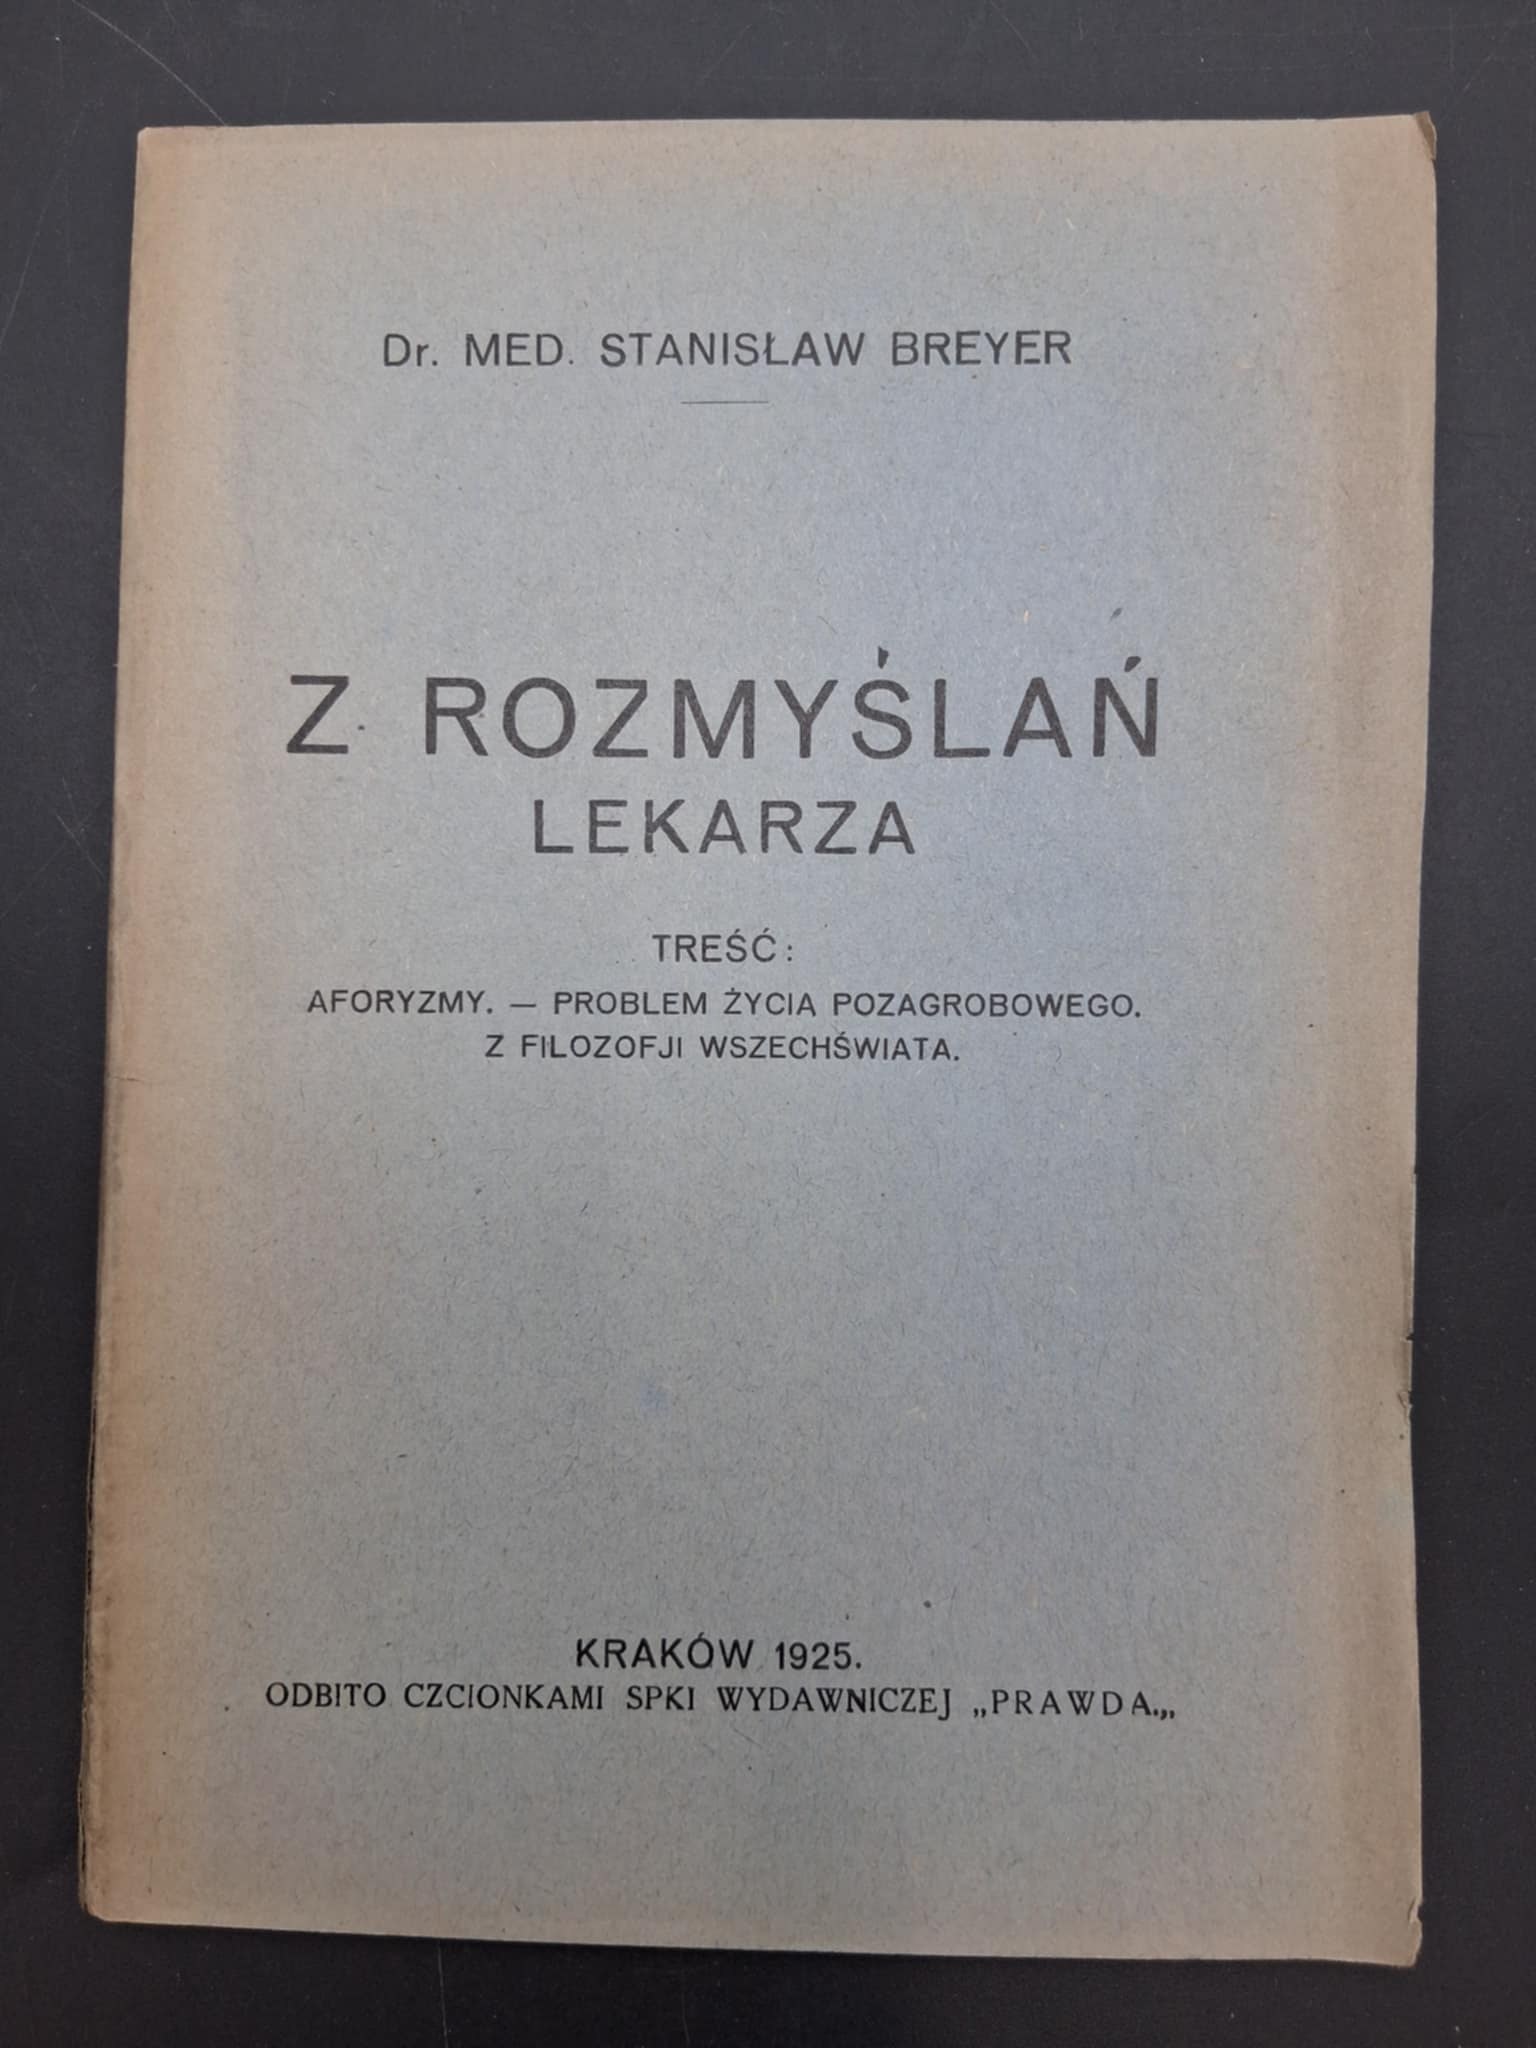 Dr. MED. STANISŁAW BREYER
Z ROZMYŚLAŃ
LEKARZA
TREŚĆ:
AFORYZMY. — PROBLEM ŻYCIA POZAGROBOWEGO.
Z FILOZOFJI WSZECHŚWIATA.
KRAKÓW 1925.
ODBITO CZCIONKAMI SPKI WYDAWNICZEJ „PRAWDA.„